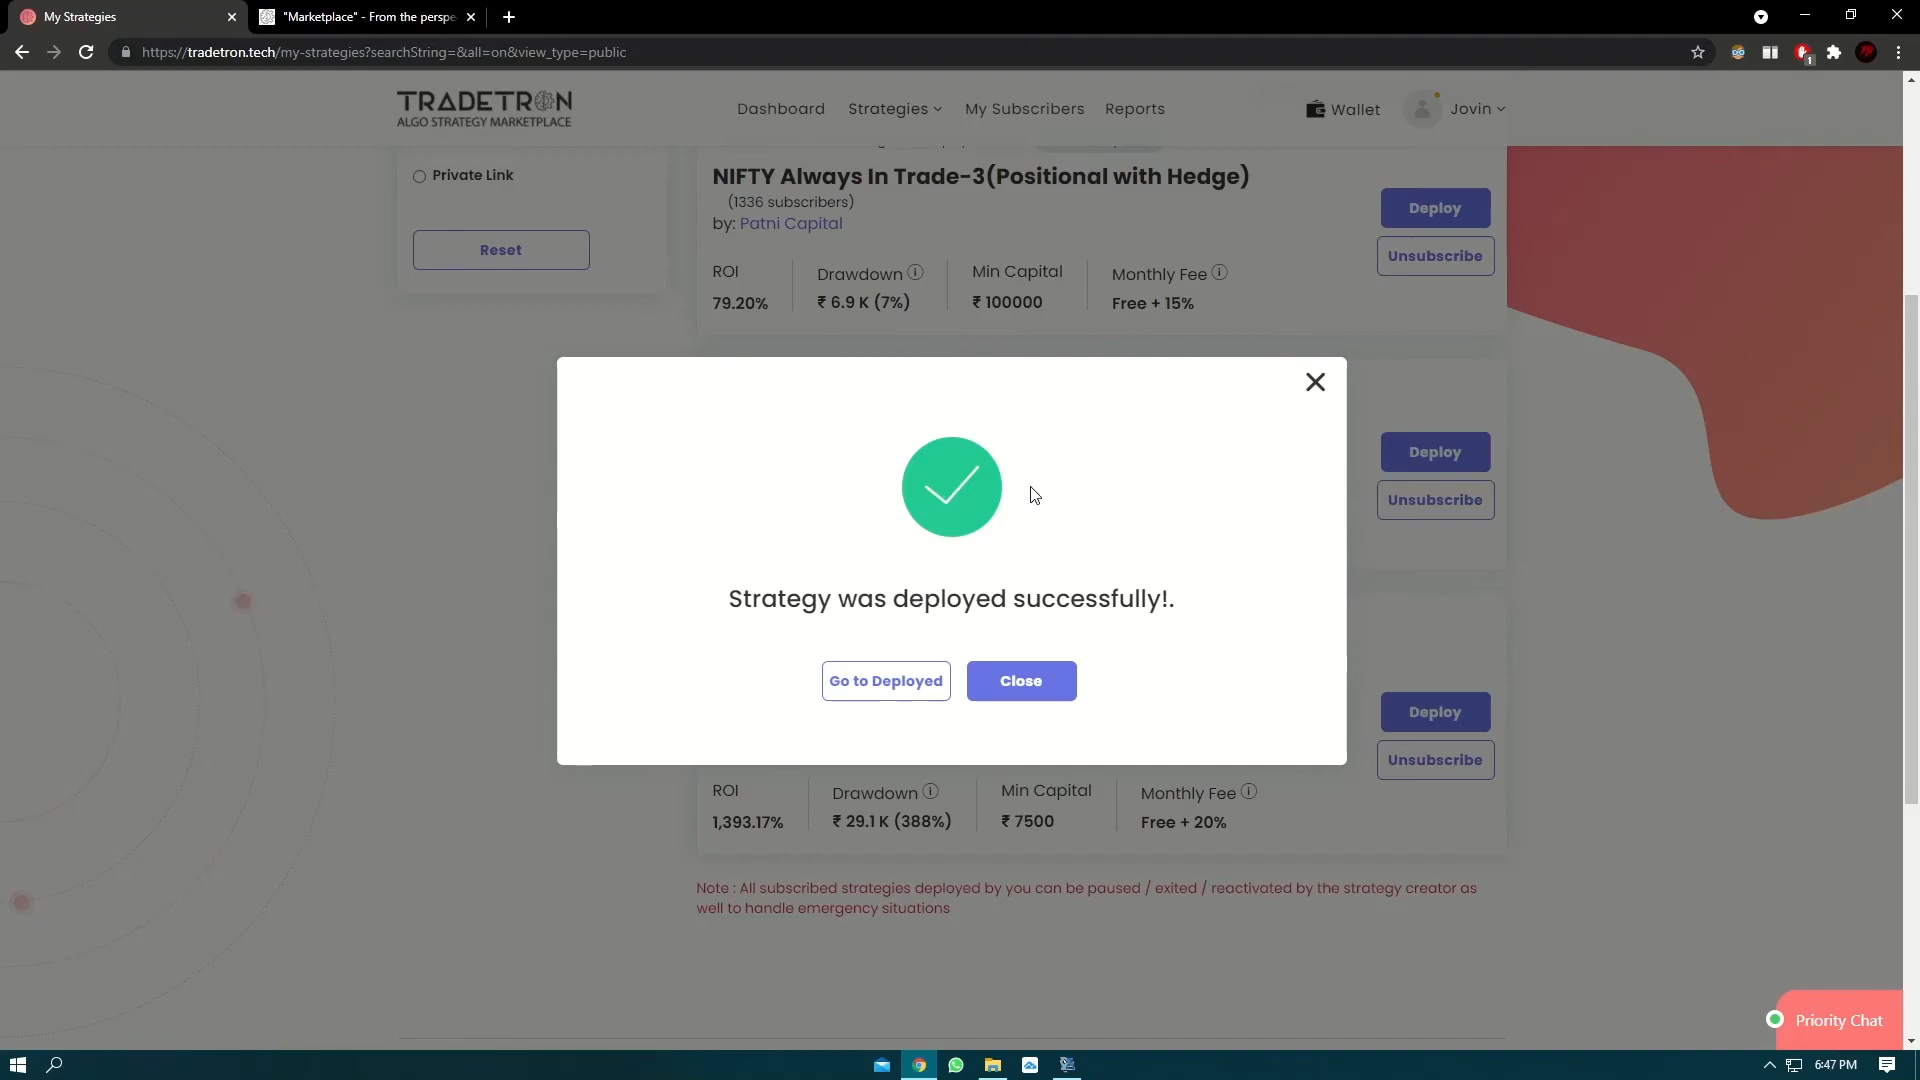 My Strategies
"Marketplace" - From the perspe
https://tradetron.tech/my-strategies?searchString=&all=on&view_type=public
1
TRADETRON
ALGO STRATEGY MARKETPLACE
Dashboard
Strategies
My Subscribers
Reports
Wallet
Jovin
Private Link
Reset
NIFTY Always In Trade-3(Positional with Hedge)
(1336 subscribers)
by: Patni Capital
Deploy
Unsubscribe
ROI
Drawdown
Min Capital
Monthly Fee
79.20%
₹ 6.9 K (7%)
₹ 100000
Free + 15%
Strategy was deployed successfully!.
Go to Deployed
Close
Deploy
Unsubscribe
Deploy
Unsubscribe
ROI
Drawdown
Min Capital
Monthly Fee
1,393.17%
₹ 29.1 K (388%)
₹ 7500
Free + 20%
Note : All subscribed strategies deployed by you can be paused / exited / reactivated by the strategy creator as
well to handle emergency situations
Priority Chat
6:47 PM